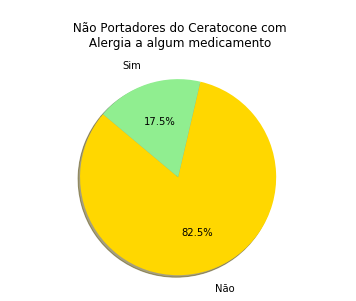 Não Portadores do Ceratocone com
Alergia a algum medicamento
Sim
17.5%
82.5%
Não